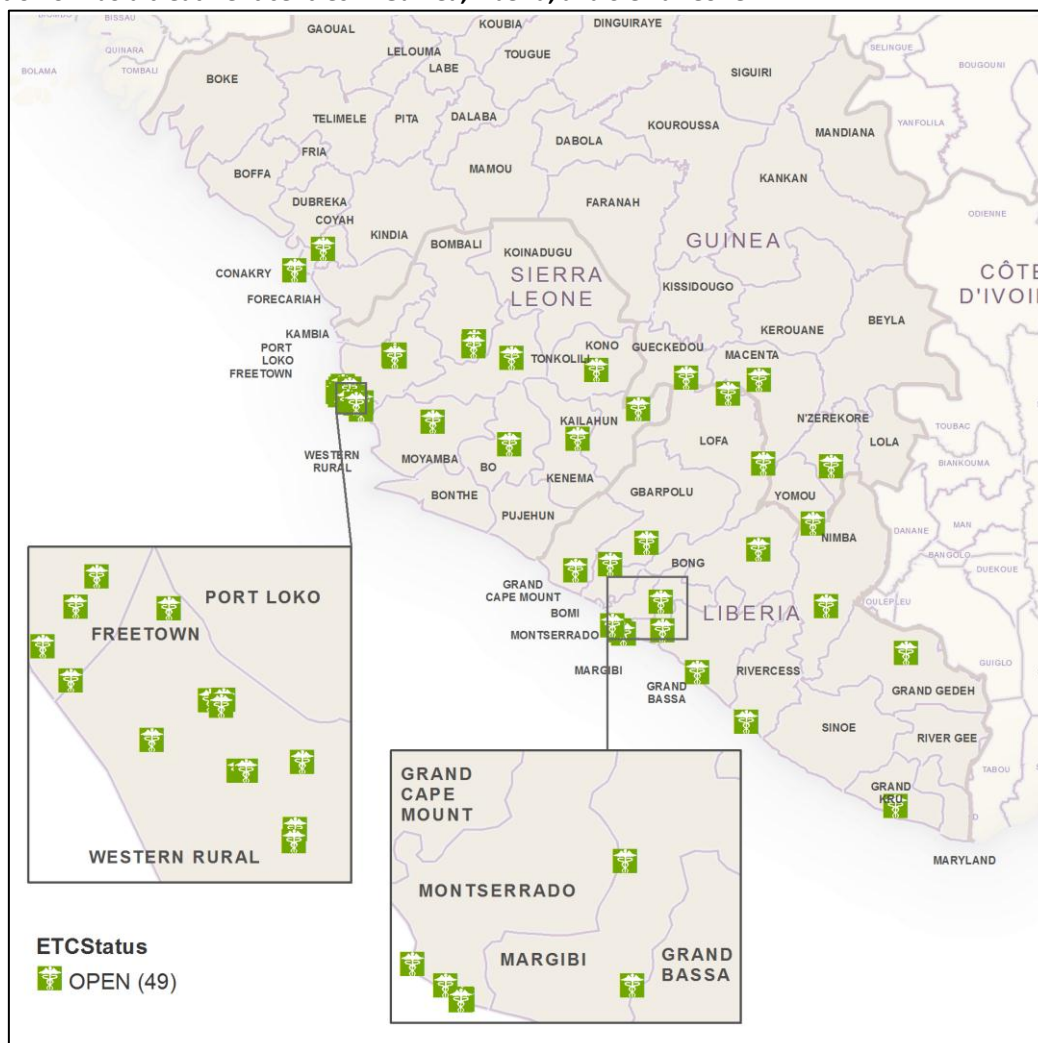 BISSAU
QUINARA
BOLAMA
TOMBALI
GAOUAL
KOUBIA
DINGUIRAYE
LELOUMA
TOUGUE
LABE
BOKE
SIGUIRI
SELINGUE
BOUGOUNI
TELIMELE
PITA
DALABA
KOUROUSSA
YANFOLILA
MANDIANA
DABOLA
FRIA
MAMOU
BOFFA
KANKAN
DUBREKA
FARANAH
COYAH
ODIENNE
KINDIA
BOMBALI
KOINADUGU
GUINEA
CONAKRY
SIERRA
LEONE
CÔTE
D'IVOI
KISSIDOUGO
FORECARIAH
BEYLA
KEROUANE
KAMBIA
PORT
LOKO
FREETOWN
TONKOLILI
KONO
GUECKEDOU
MACENTA
KAILAHUN
N'ZEREKORE
LOLA
TOUBAC
LOFA
WESTERN
RURAL
MOYAMBA
BO
BIANKOUMA
KENEMA
BONTHE
GBARPOLU
YOMOU
PUJEHUN
DANANE
MAN
NIMBA
BANGOLO
BONG
DUEKOUE
GRAND
CAPE MOUNT
BOMI
LIBERIA
OULEPLEU
MONTSERRADO
MARGIBI
RIVERCESS
GUIGLO
GRAND
BASSA
GRAND GEDEH
SINOE
RIVER GEE
TABOU
GRAND
KRU
MARYLAND
PORT LOKO
FREETOWN
WESTERN RURAL
GRAND
CAPE
MOUNT
MONTSERRADO
MARGIBI
GRAND
BASSA
ETCStatus
OPEN (49)